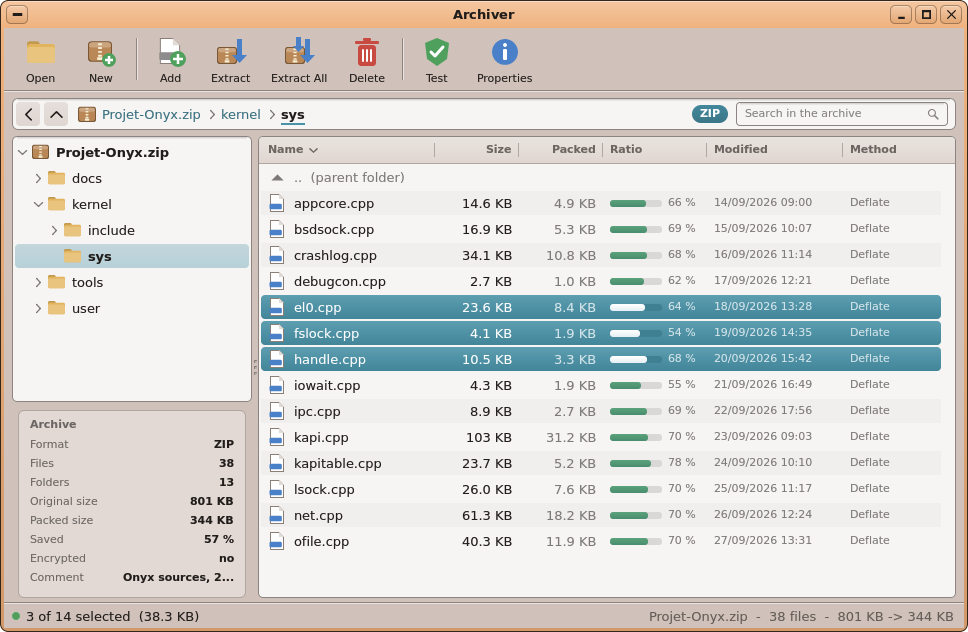 Archiver
Open New Add Extract Extract All Delete Test Properties
Projet-Onyx.zip kernel sys ZIP Search in the archive
Projet-Onyx.zip
docs
kernel
include
sys
tools
user
Archive
Format ZIP
Files 38
Folders 13
Original size 801 KB
Packed size 344 KB
Saved 57 %
Encrypted no
Comment Onyx sources, 2...
Name Size Packed Ratio Modified Method
.. (parent folder)
appcore.cpp 14.6 KB 4.9 KB 66 % 14/09/2026 09:00 Deflate
bsdsock.cpp 16.9 KB 5.3 KB 69 % 15/09/2026 10:07 Deflate
crashlog.cpp 34.1 KB 10.8 KB 68 % 16/09/2026 11:14 Deflate
debugcon.cpp 2.7 KB 1.0 KB 62 % 17/09/2026 12:21 Deflate
el0.cpp 23.6 KB 8.4 KB 64 % 18/09/2026 13:28 Deflate
fslock.cpp 4.1 KB 1.9 KB 54 % 19/09/2026 14:35 Deflate
handle.cpp 10.5 KB 3.3 KB 68 % 20/09/2026 15:42 Deflate
iowait.cpp 4.3 KB 1.9 KB 55 % 21/09/2026 16:49 Deflate
ipc.cpp 8.9 KB 2.7 KB 69 % 22/09/2026 17:56 Deflate
kapi.cpp 103 KB 31.2 KB 70 % 23/09/2026 09:03 Deflate
kapitable.cpp 23.7 KB 5.2 KB 78 % 24/09/2026 10:10 Deflate
lsock.cpp 26.0 KB 7.6 KB 70 % 25/09/2026 11:17 Deflate
net.cpp 61.3 KB 18.2 KB 70 % 26/09/2026 12:24 Deflate
ofile.cpp 40.3 KB 11.9 KB 70 % 27/09/2026 13:31 Deflate
3 of 14 selected (38.3 KB) Projet-Onyx.zip - 38 files - 801 KB -> 344 KB